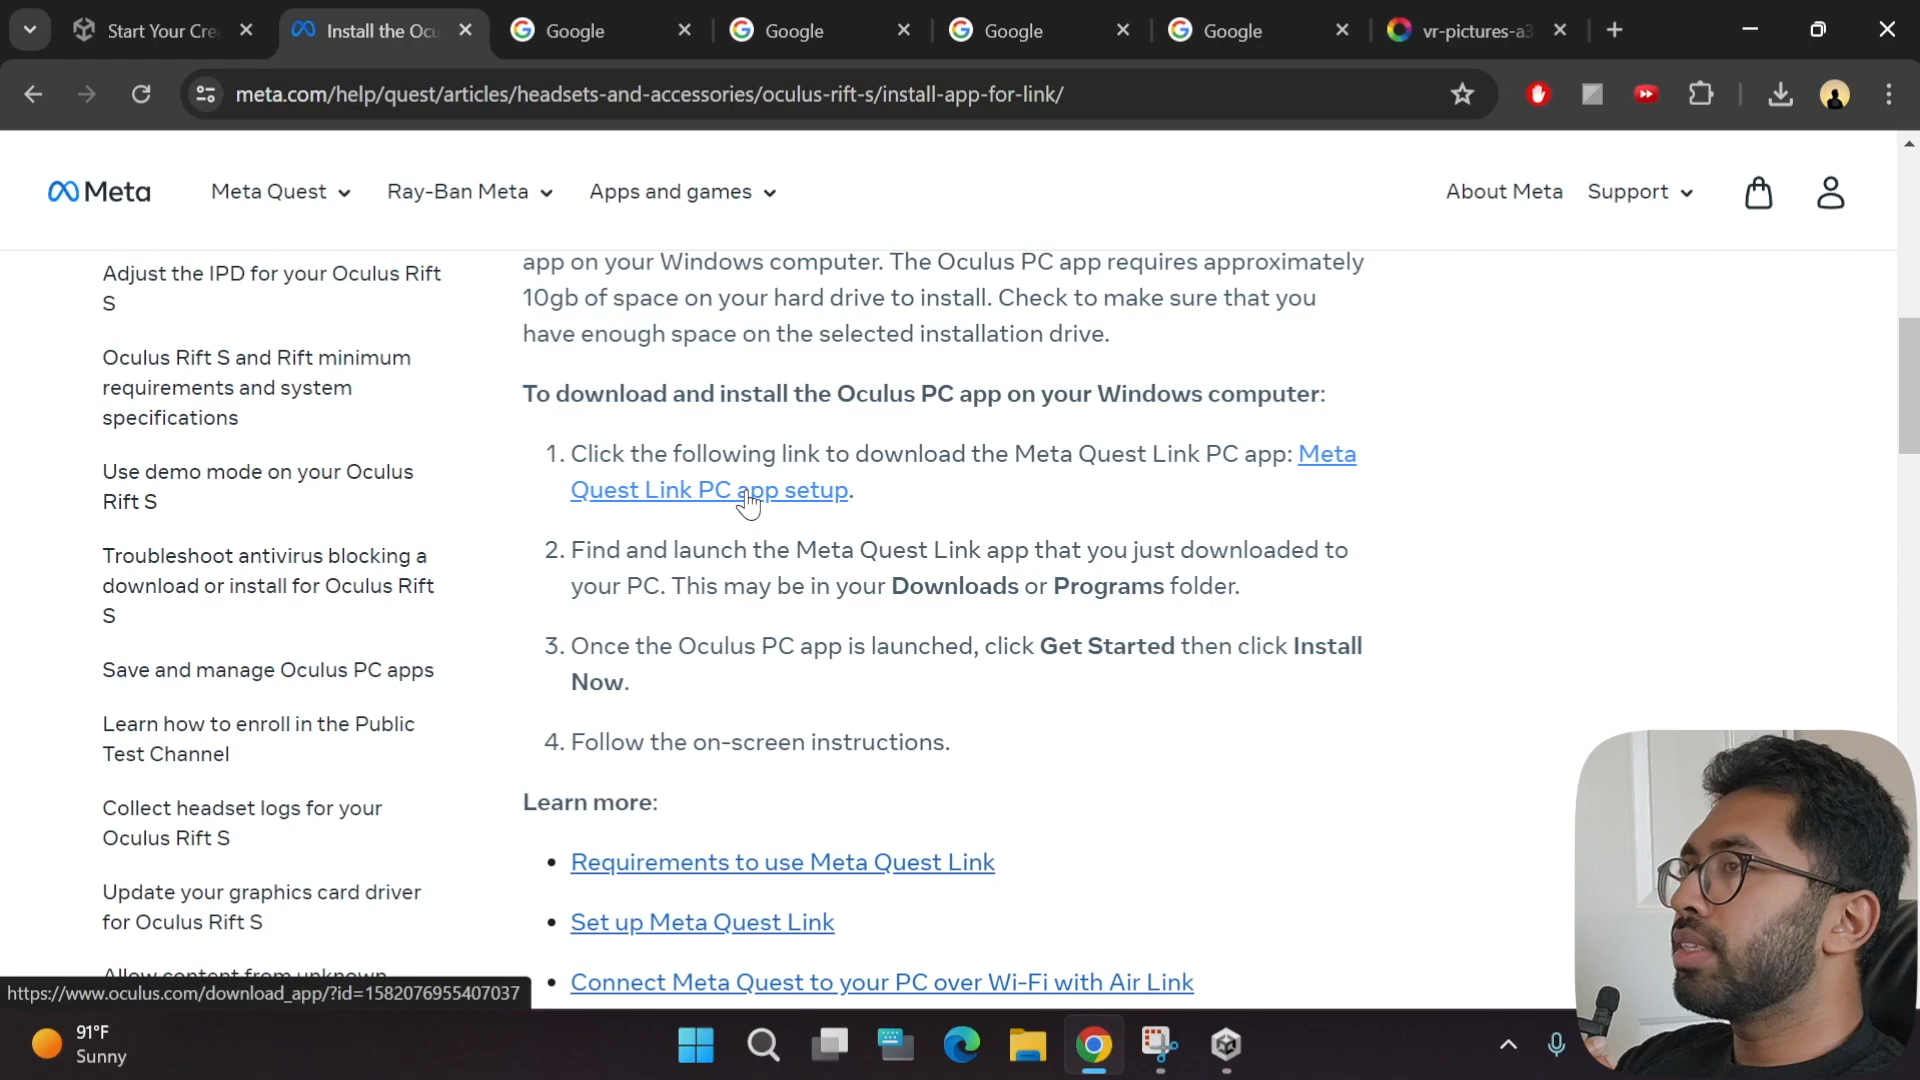 Start Your Cre
Install the Ocu
Google
Google
Google
Google
vr-pictures-a3
meta.com/help/quest/articles/headsets-and-accessories/oculus-rift-s/install-app-for-link/
Meta
Meta Quest
Ray-Ban Meta
Apps and games
About Meta
Support
Adjust the IPD for your Oculus Rift
S
Oculus Rift S and Rift minimum
requirements and system
specifications
Use demo mode on your Oculus
Rift S
Troubleshoot antivirus blocking a
download or install for Oculus Rift
S
Save and manage Oculus PC apps
Learn how to enroll in the Public
Test Channel
Collect headset logs for your
Oculus Rift S
Update your graphics card driver
for Oculus Rift S
Allow content from unknown
app on your Windows computer. The Oculus PC app requires approximately
10gb of space on your hard drive to install. Check to make sure that you
have enough space on the selected installation drive.
To download and install the Oculus PC app on your Windows computer:
1. Click the following link to download the Meta Quest Link PC app: Meta
Quest Link PC app setup.
2. Find and launch the Meta Quest Link app that you just downloaded to
your PC. This may be in your Downloads or Programs folder.
3. Once the Oculus PC app is launched, click Get Started then click Install
Now.
4. Follow the on-screen instructions.
Learn more:
• Requirements to use Meta Quest Link
• Set up Meta Quest Link
• Connect Meta Quest to your PC over Wi-Fi with Air Link
https://www.oculus.com/download_app/?id=1582076955407037
91°F
Sunny